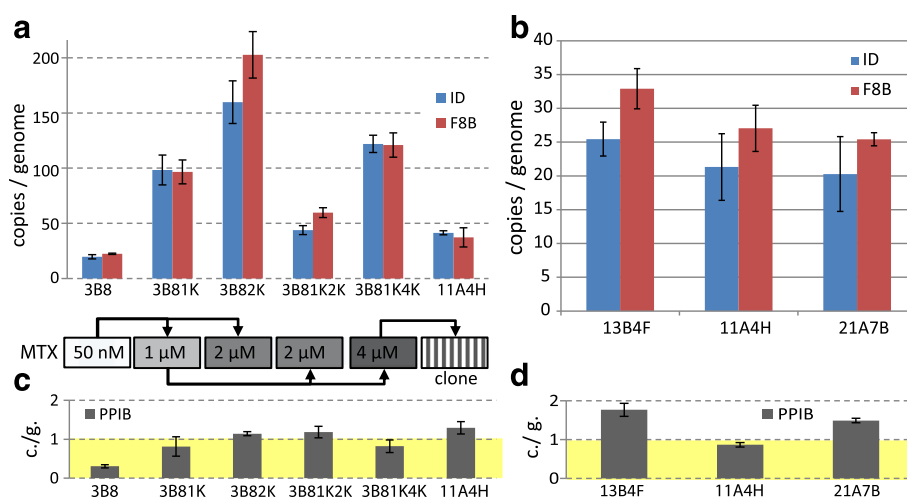 a
copies / genome
200
150
100
50
0
ID
F8B
3B8 3B81K 3B82K 3B81K2K 3B81K4K 11A4H
MTX 50 nM 1 µM 2 µM 2 µM 4 µM
clone
b
copies / genome
40
35
30
25
20
15
10
5
0
ID
F8B
13B4F 11A4H 21A7B
c
c./g.
2
1
0
PPIB
3B8 3B81K 3B82K 3B81K2K 3B81K4K 11A4H
d
2
1
0
PPIB
13B4F 11A4H 21A7B